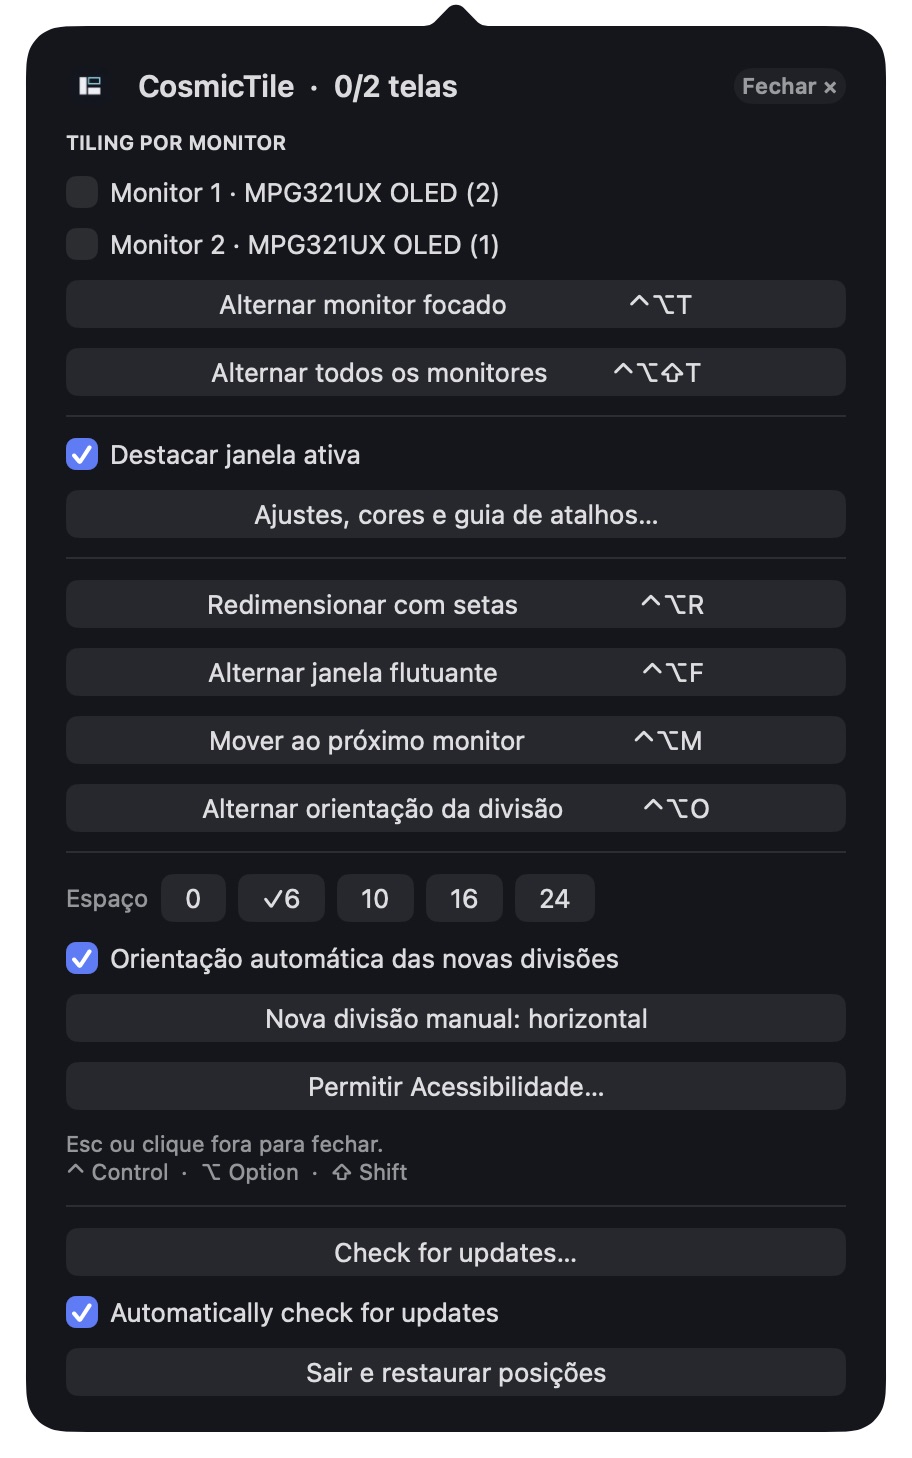 CosmicTile · 0/2 telas
Fechar ×
TILING POR MONITOR
Monitor 1 · MPG321UX OLED (2)
Monitor 2 · MPG321UX OLED (1)
Alternar monitor focado ⌃⌥T
Alternar todos os monitores ⌃⌥⇧T
Destacar janela ativa
Ajustes, cores e guia de atalhos...
Redimensionar com setas ⌃⌥R
Alternar janela flutuante ⌃⌥F
Mover ao próximo monitor ⌃⌥M
Alternar orientação da divisão ⌃⌥O
Espaço 0 ✓6 10 16 24
Orientação automática das novas divisões
Nova divisão manual: horizontal
Permitir Acessibilidade...
Esc ou clique fora para fechar.
⌃ Control · ⌥ Option · ⇧ Shift
Check for updates...
Automatically check for updates
Sair e restaurar posições